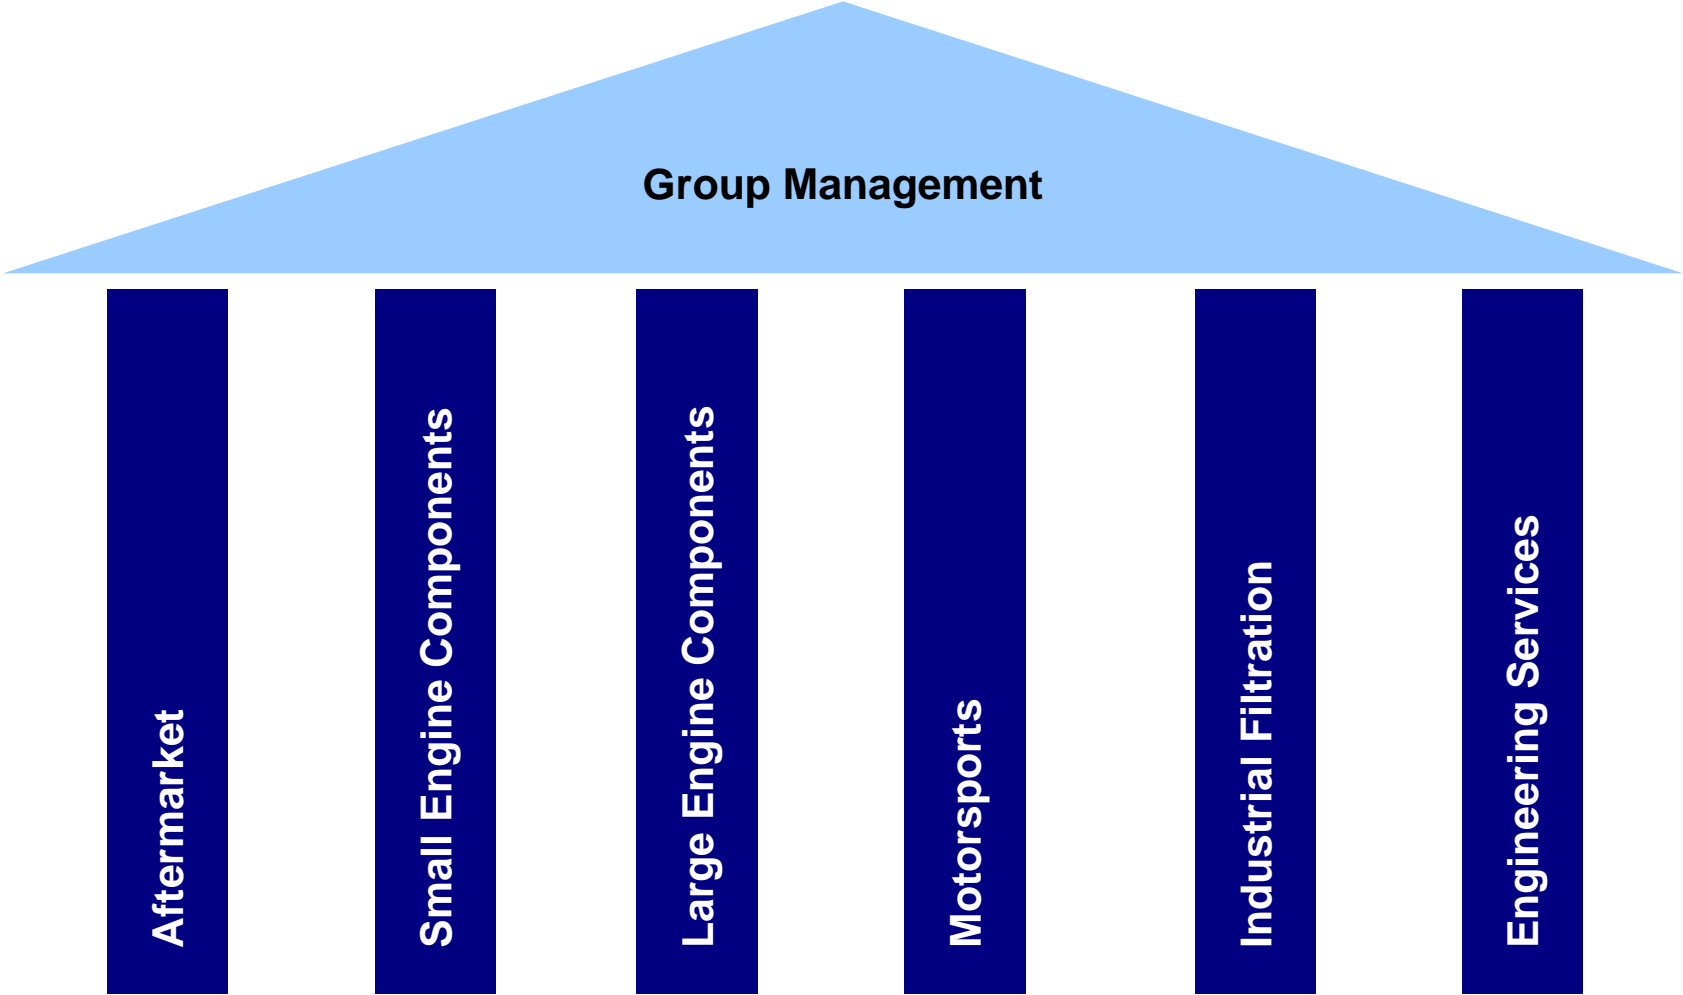 Group Management
Aftermarket
Small Engine Components
Large Engine Components
Motorsports
Industrial Filtration
Engineering Services